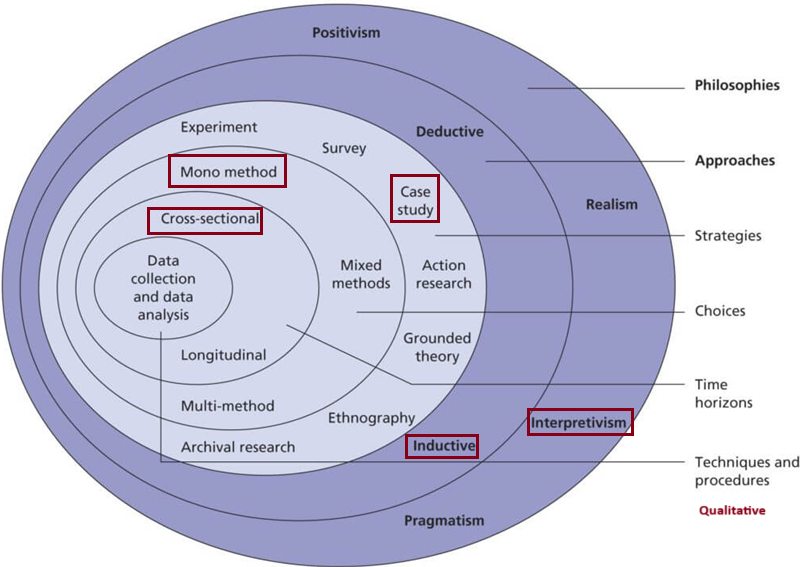 Positivism
Philosophies
Experiment
Deductive
Survey
Approaches
Mono method
Case
study
Realism
Cross-sectional
Strategies
Data
collection
and data
analysis
Mixed
methods
Action
research
Choices
Grounded
theory
Longitudinal
Time
horizons
Multi-method
Ethnography
Interpretivism
Archival research
Inductive
Techniques and
procedures
Qualitative
Pragmatism